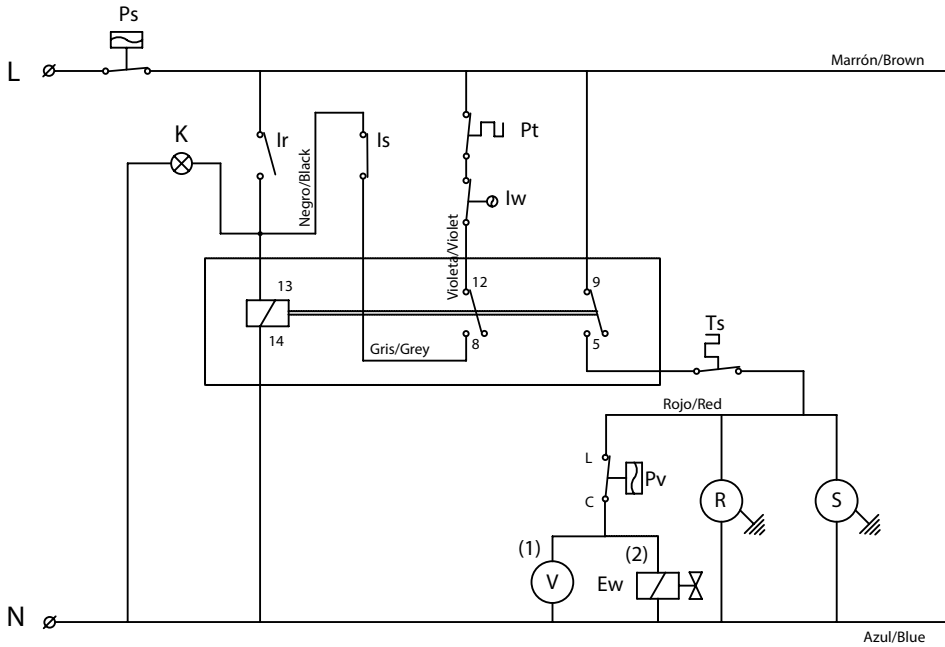 Ps
L
Marrón/Brown
K
Ir
Negro/Black
Is
Pt
Iw
Violeta/Violet
13
12
9
14
8
5
Gris/Grey
Ts
Rojo/Red
L
Pv
C
R
S
(1)
(2)
V
Ew
N
Azul/Blue